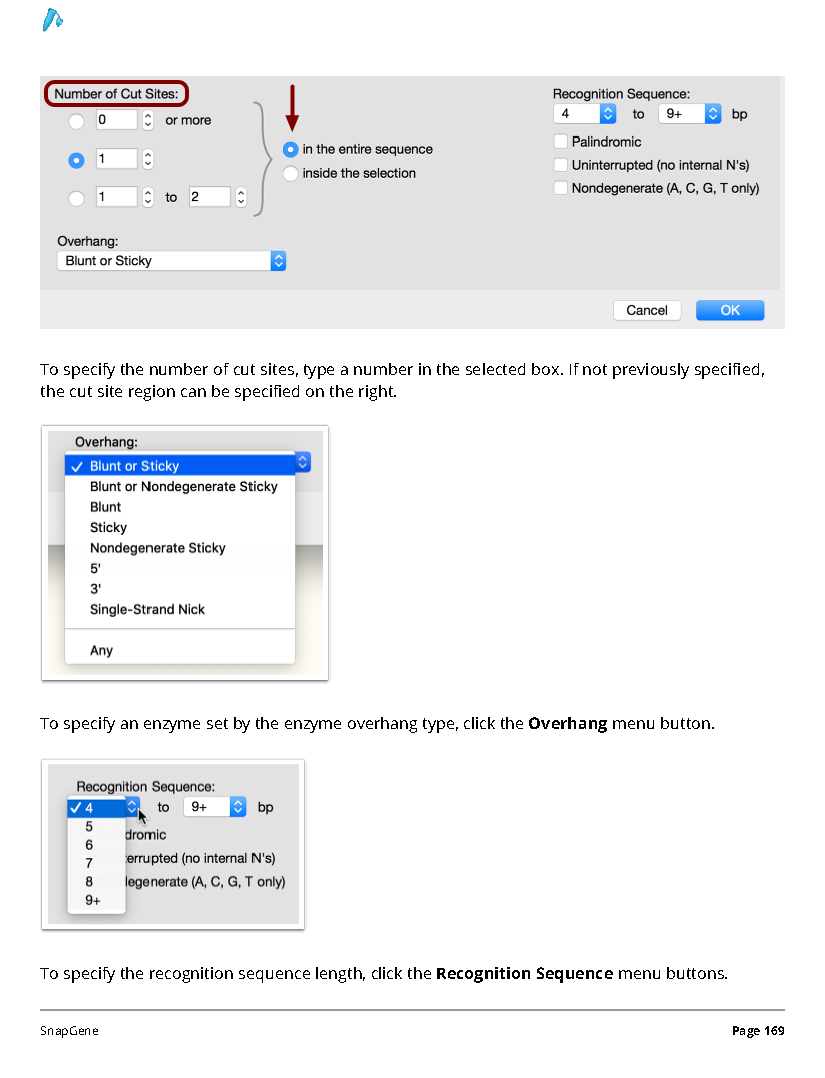 Number of Cut Sites:
0 or more
1
1 to 2
in the entire sequence
inside the selection
Recognition Sequence:
4 to 9+ bp
Palindromic
Uninterrupted (no internal N's)
Nondegenerate (A, C, G, T only)
Overhang:
Blunt or Sticky
Cancel OK
To specify the number of cut sites, type a number in the selected box. If not previously specified,
the cut site region can be specified on the right.
Overhang:
Blunt or Sticky
Blunt or Nondegenerate Sticky
Blunt
Sticky
Nondegenerate Sticky
5'
3'
Single-Strand Nick
Any
To specify an enzyme set by the enzyme overhang type, click the Overhang menu button.
Recognition Sequence:
4 to 9+ bp
5 dromic
6
7 errupted (no internal N's)
8 legenerate (A, C, G, T only)
9+
To specify the recognition sequence length, click the Recognition Sequence menu buttons.
SnapGene Page 169